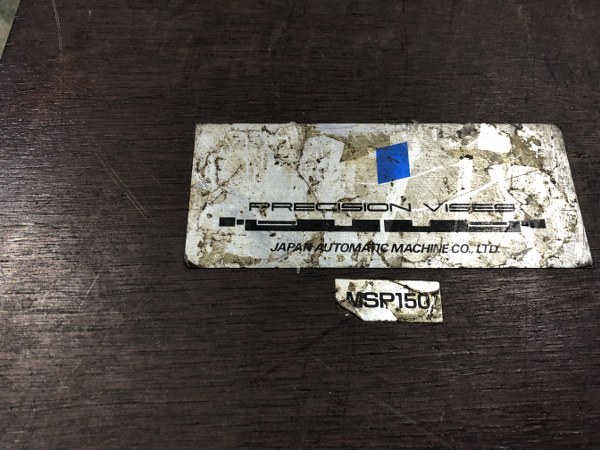 PRECISION VISES
JAPAN AUTOMATIC MACHINE CO., LTD.
VSP150